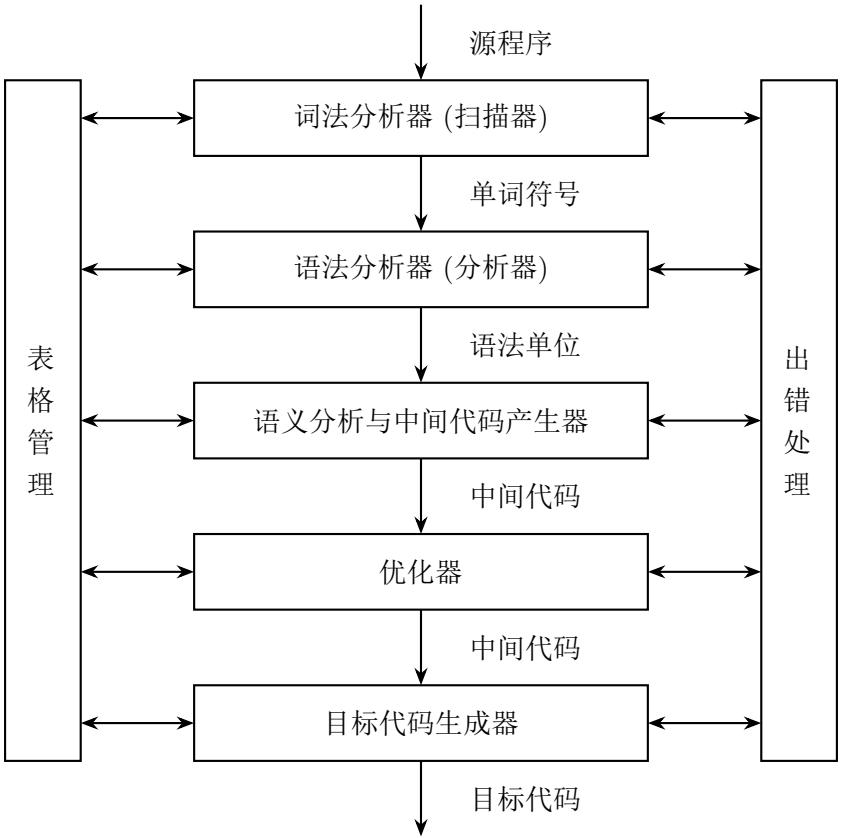 源程序
词法分析器 (扫描器)
单词符号
语法分析器 (分析器)
语法单位
语义分析与中间代码产生器
中间代码
优化器
中间代码
目标代码生成器
目标代码
表格管理
出错处理